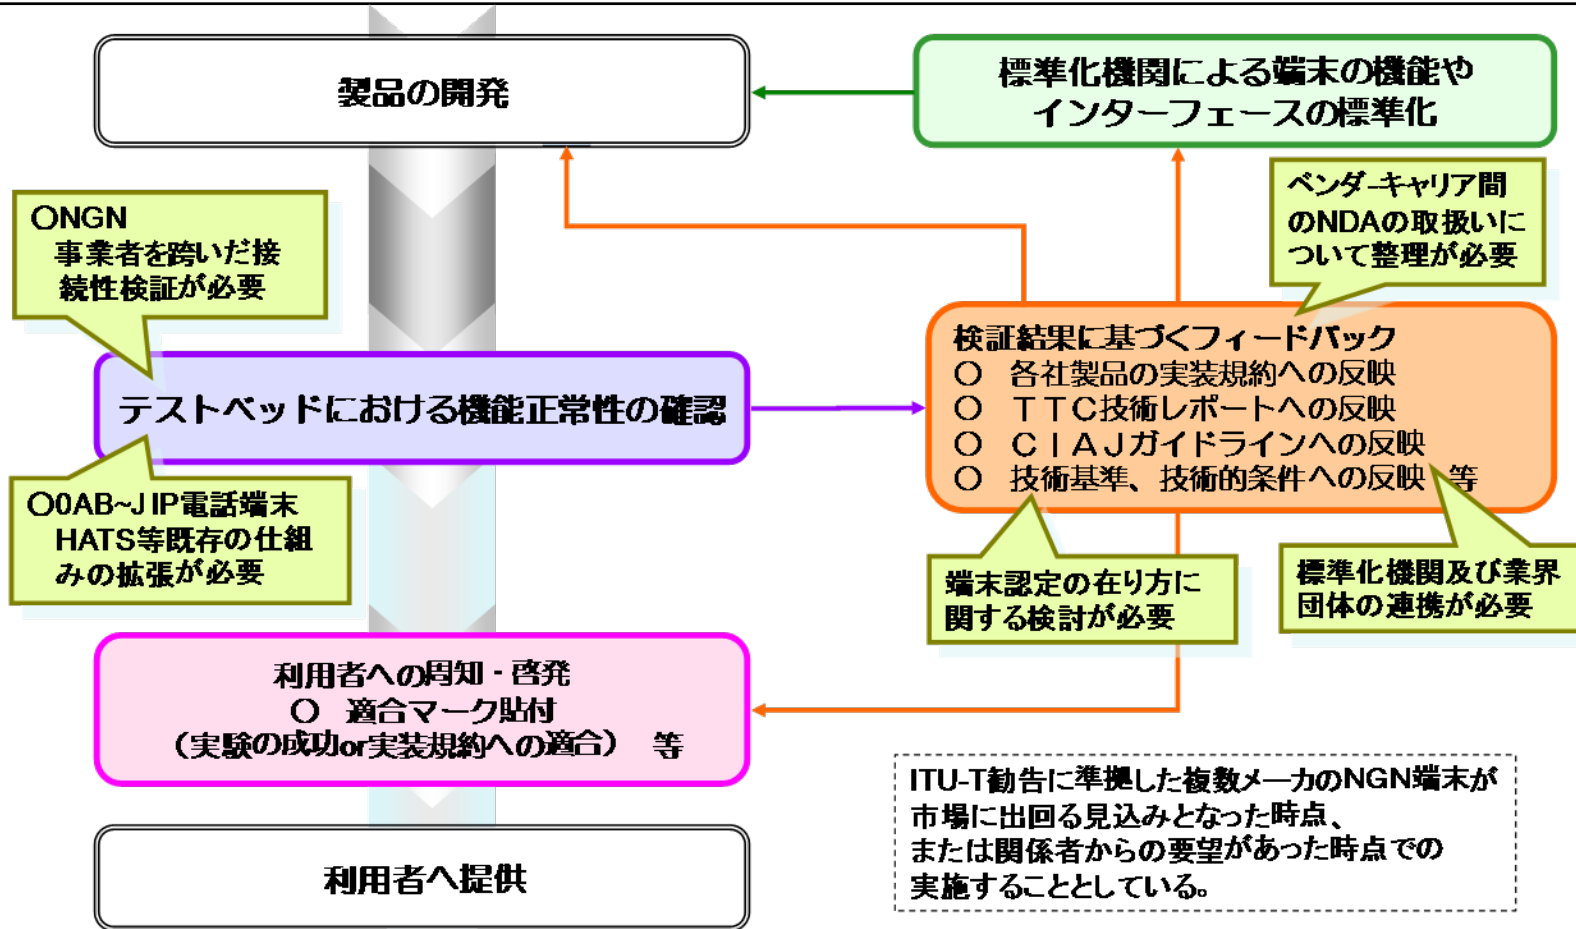 製品の開発
標準化機関による端末の機能や
インターフェースの標準化
〇NGN
事業者を跨いだ接
続性検証が必要
ベンダーキャリア間
のNDAの取扱いに
ついて整理が必要
テストベッドにおける機能正常性の確認
検証結果に基づくフィードバック
〇 各社製品の実装規約への反映
〇 TTC技術レポートへの反映
〇 CIAJガイドラインへの反映
〇 技術基準、技術的条件への反映 等
〇0AB~J IP電話端末
HATS等既存の仕組
みの拡張が必要
端末認定の在り方に
関する検討が必要
標準化機関及び業界
団体の連携が必要
利用者への周知・啓発
〇 適合マーク貼付
（実験の成功or実装規約への適合） 等
ITU-T勧告に準拠した複数メーカのNGN端末が
市場に出回る見込みとなった時点、
または関係者からの要望があった時点での
実施することとしている。
利用者へ提供